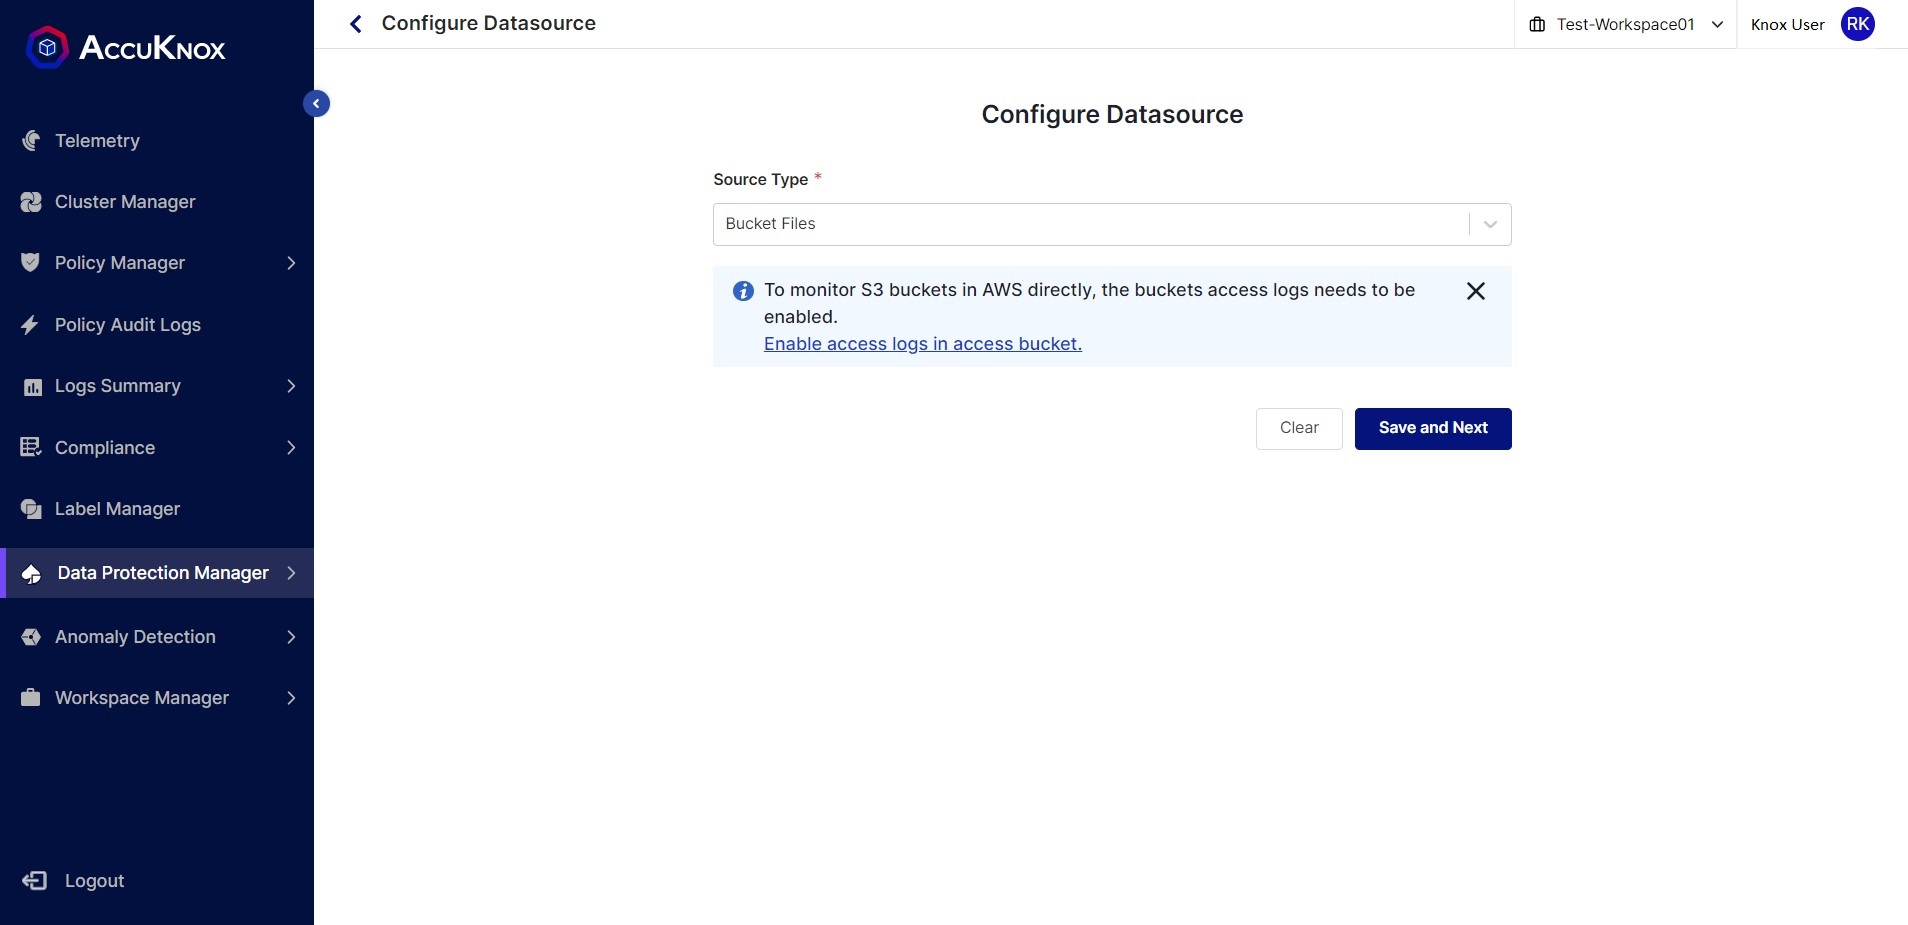 ACCUKNOX
Telemetry
Cluster Manager
Policy Manager
Policy Audit Logs
Logs Summary
Compliance
Label Manager
Data Protection Manager
Anomaly Detection
Workspace Manager
Logout
Configure Datasource
Test-Workspace01
Knox User
RK
Configure Datasource
Source Type *
Bucket Files
To monitor S3 buckets in AWS directly, the buckets access logs needs to be
enabled.
Enable access logs in access bucket.
Clear
Save and Next